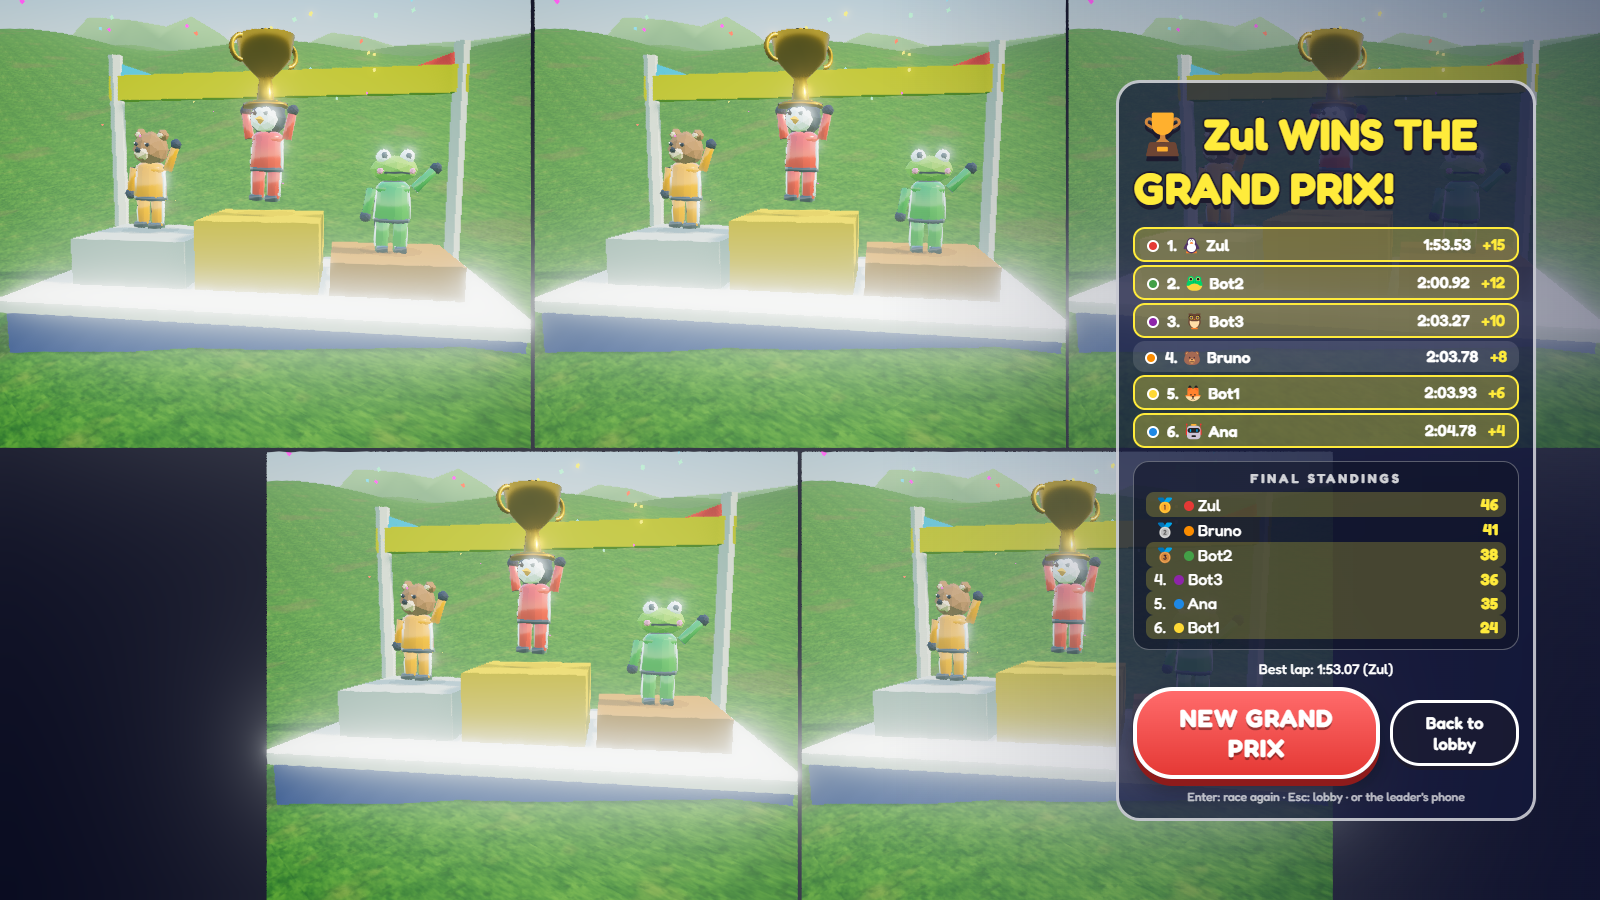 🏆 Zul WINS THE
GRAND PRIX!
1. Zul 1:53.53 +15
2. Bot2 2:00.92 +12
3. Bot3 2:03.27 +10
4. Bruno 2:03.78 +8
5. Bot1 2:03.93 +6
6. Ana 2:04.78 +4
FINAL STANDINGS
🥇 Zul 46
🥈 Bruno 41
🥉 Bot2 38
4. Bot3 36
5. Ana 35
6. Bot1 24
Best lap: 1:53.07 (Zul)
NEW GRAND
PRIX
Back to
lobby
Enter: race again · Esc: lobby · or the leader's phone